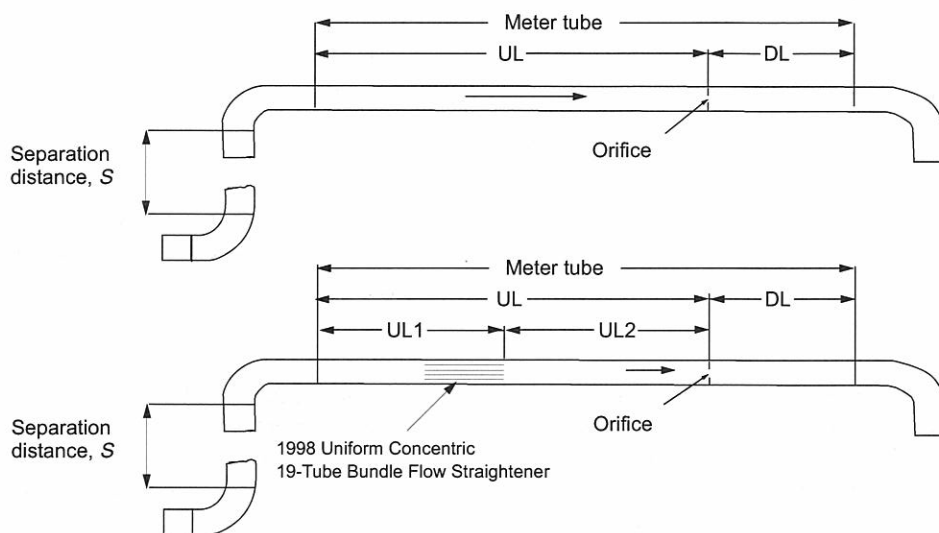 Meter tube
UL
DL
Separation
distance, S
Orifice
Meter tube
UL
DL
UL1
UL2
Separation
distance, S
Orifice
1998 Uniform Concentric
19-Tube Bundle Flow Straightener